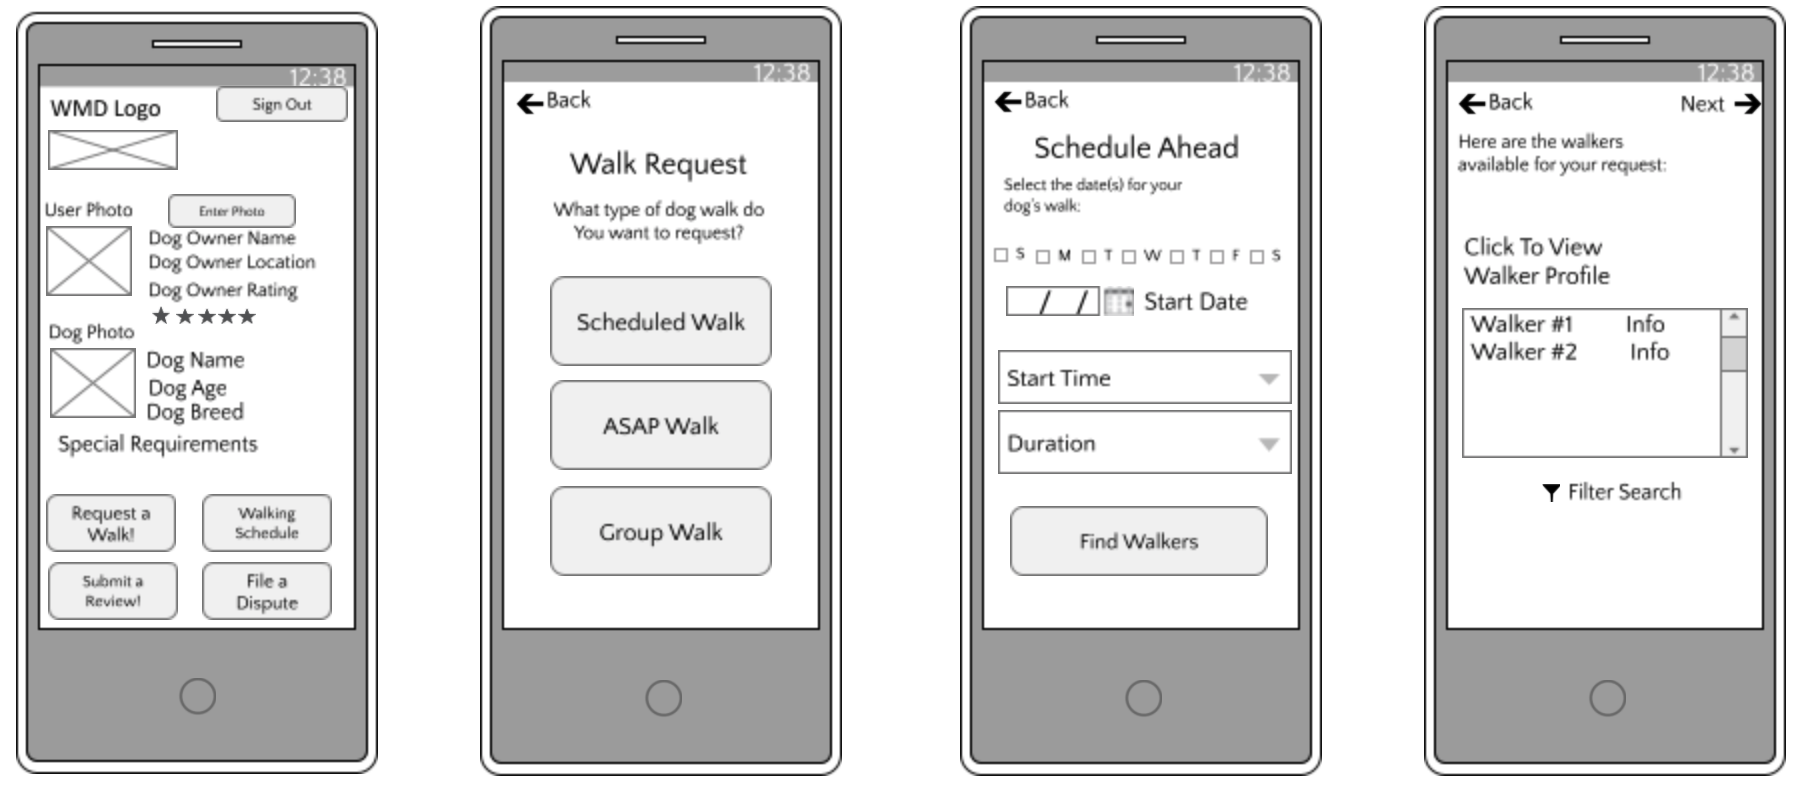 12:38
WMD Logo
Sign Out
User Photo
Enter Photo
Dog Owner Name
Dog Owner Location
Dog Owner Rating
Dog Photo
Dog Name
Dog Age
Dog Breed
Special Requirements
Request a
Walk!
Walking
Schedule
Submit a
Review!
File a
Dispute
12:38
Back
Walk Request
What type of dog walk do
You want to request?
Scheduled Walk
ASAP Walk
Group Walk
12:38
Back
Schedule Ahead
Select the date(s) for your
dog's walk:
S M T W T F S
/ / Start Date
Start Time
Duration
Find Walkers
12:38
Back Next
Here are the walkers
available for your request:
Click To View
Walker Profile
Walker #1 Info
Walker #2 Info
Filter Search